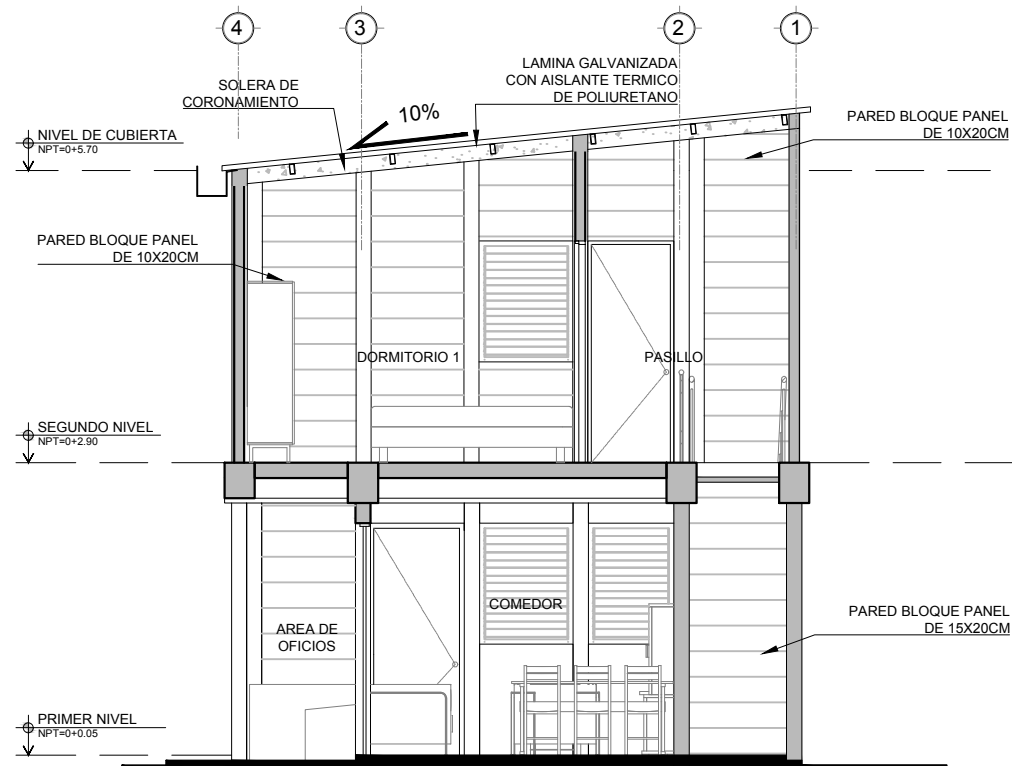 4
3
2
1
LAMINA GALVANIZADA
CON AISLANTE TERMICO
DE POLIURETANO
SOLERA DE
CORONAMIENTO
10%
PARED BLOQUE PANEL
DE 10X20CM
NIVEL DE CUBIERTA
NPT=0+5.70
PARED BLOQUE PANEL
DE 10X20CM
DORMITORIO 1
PASILLO
SEGUNDO NIVEL
NPT=0+2.90
COMEDOR
AREA DE
OFICIOS
PARED BLOQUE PANEL
DE 15X20CM
PRIMER NIVEL
NPT=0+0.05